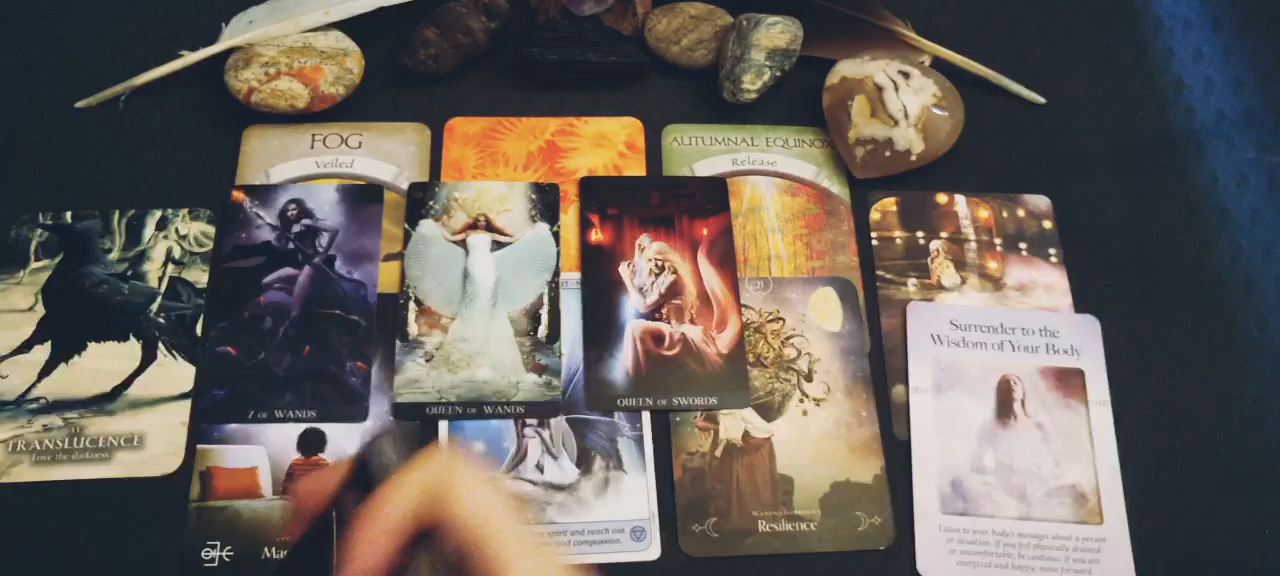 FOG
Veiled
AUTUMNAL EQUINOX
Release
21
7 OF WANDS
QUEEN OF WANDS
QUEEN OF SWORDS
TRANSLUCENCE
Love the darkness
spirit and reach out
and compassion.
Resilience
Surrender to the
Wisdom of Your Body
Listen to your body's messages about a person
or situation. If you feel physically drained
or uncomfortable, be cautious. If you are
energized and happy, move forward.